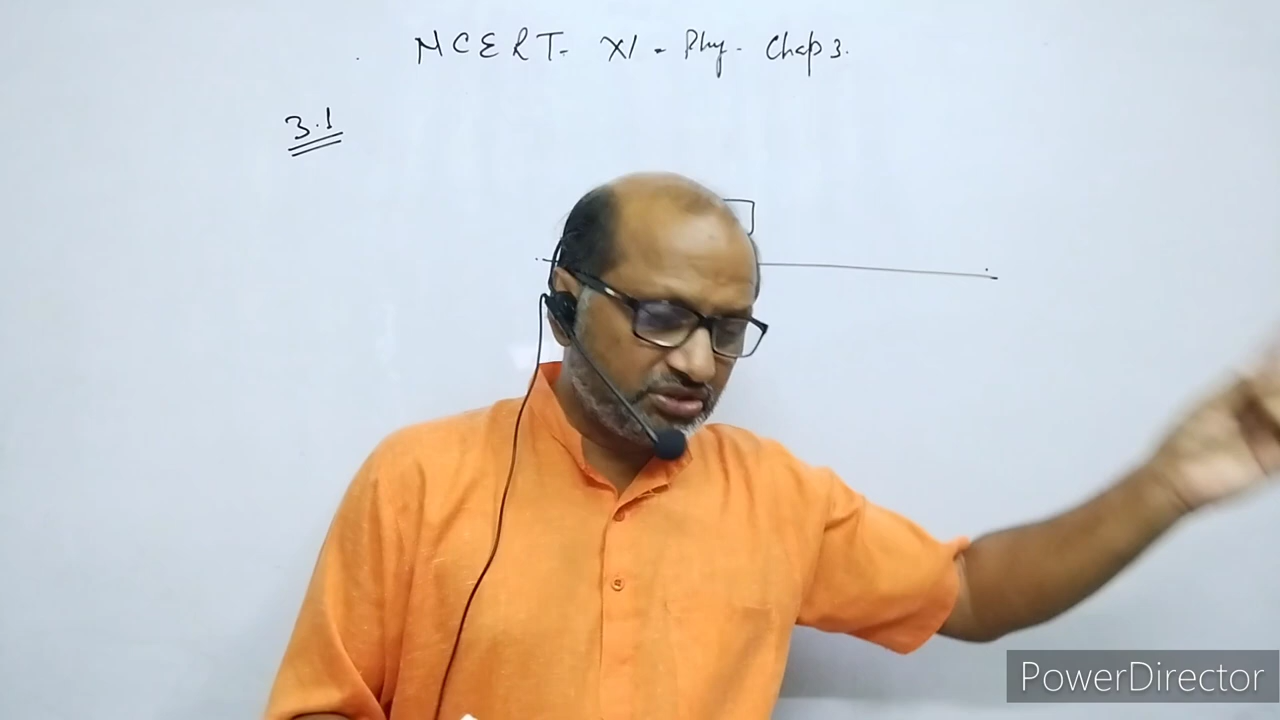 NCERT- XI - Phy - Chap 3.
3.1
PowerDirector